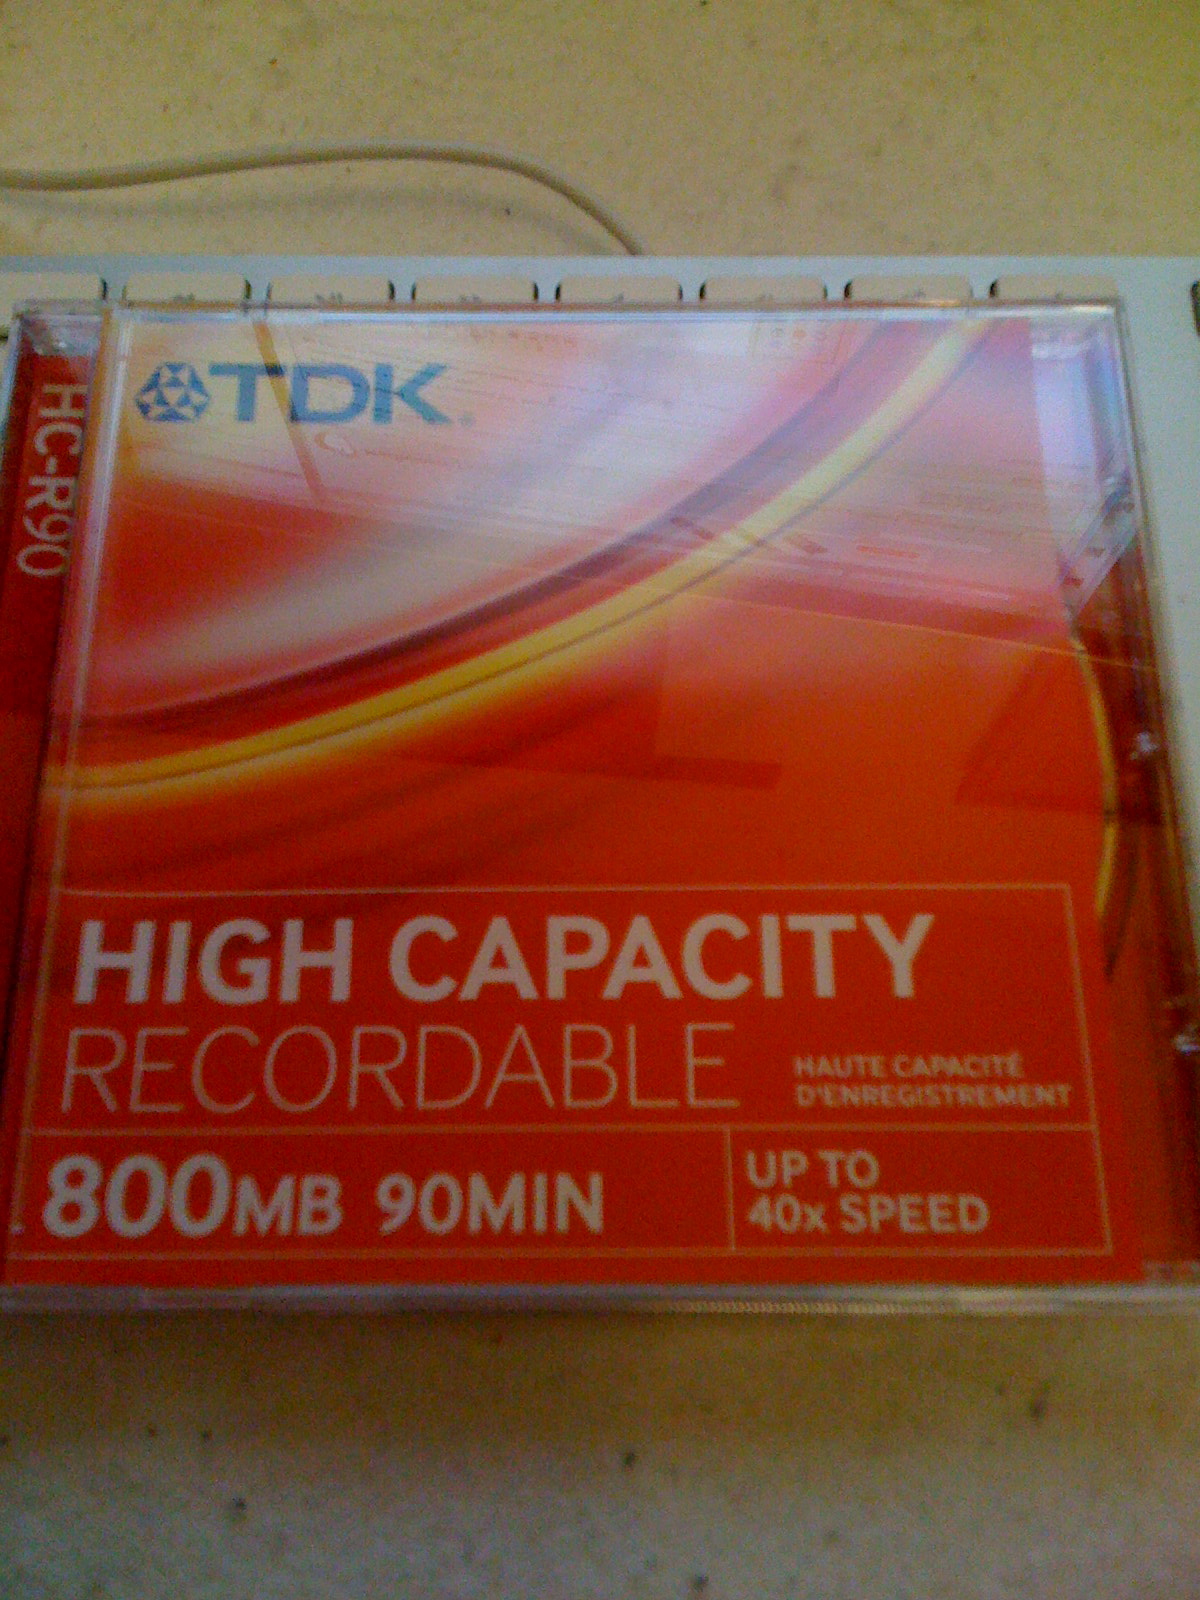 TDK
HC-R90
HIGH CAPACITY
RECORDABLE
HAUTE CAPACITÉ
D'ENREGISTREMENT
800MB 90MIN
UP TO
40x SPEED